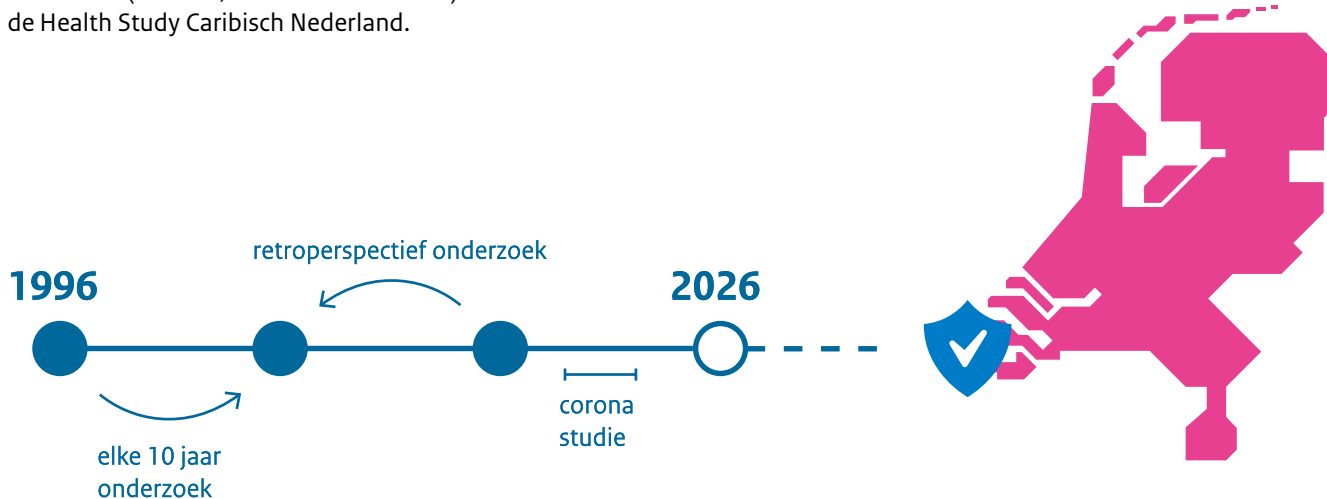 de Health Study Caribisch Nederland.
retroperspectief onderzoek
1996
2026
corona
studie
elke 10 jaar
onderzoek